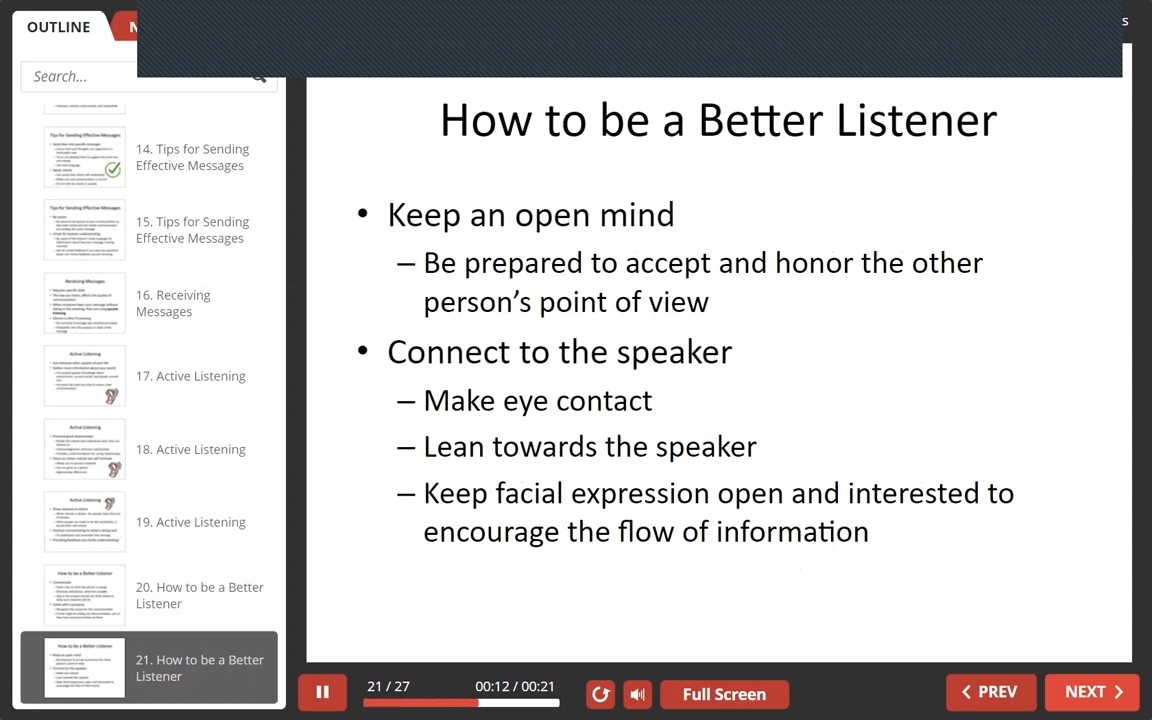 OUTLINE
N
s
Search...
14. Tips for Sending
Effective Messages
15. Tips for Sending
Effective Messages
16. Receiving
Messages
17. Active Listening
18. Active Listening
19. Active Listening
20. How to be a Better
Listener
21. How to be a Better
Listener
How to be a Better Listener
• Keep an open mind
– Be prepared to accept and honor the other
person's point of view
• Connect to the speaker
– Make eye contact
– Lean towards the speaker
– Keep facial expression open and interested to
encourage the flow of information
21 / 27
00:12 / 00:21
Full Screen
PREV
NEXT